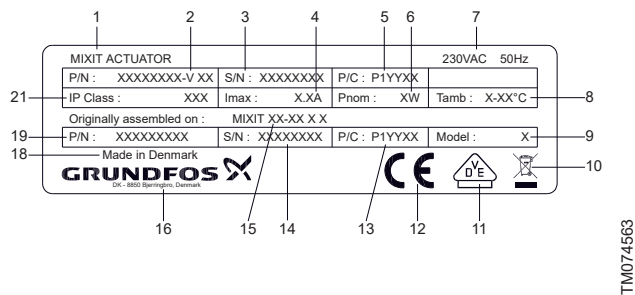 1 2 3 4 5 6 7
MIXIT ACTUATOR 230VAC 50Hz
P/N : XXXXXXXX-V XX S/N : XXXXXXXX P/C : P1YYXX
21 IP Class : XXX Imax : X.XA Pnom : XW Tamb : X-XX°C 8
Originally assembled on : MIXIT XX-XX X X
19 P/N : XXXXXXXXX S/N : XXXXXXXX P/C : P1YYXX Model : X 9
18 Made in Denmark
GRUNDFOS
DK - 8850 Bjerringbro, Denmark
CE
DVE
10
16 15 14 13 12 11
TM074563